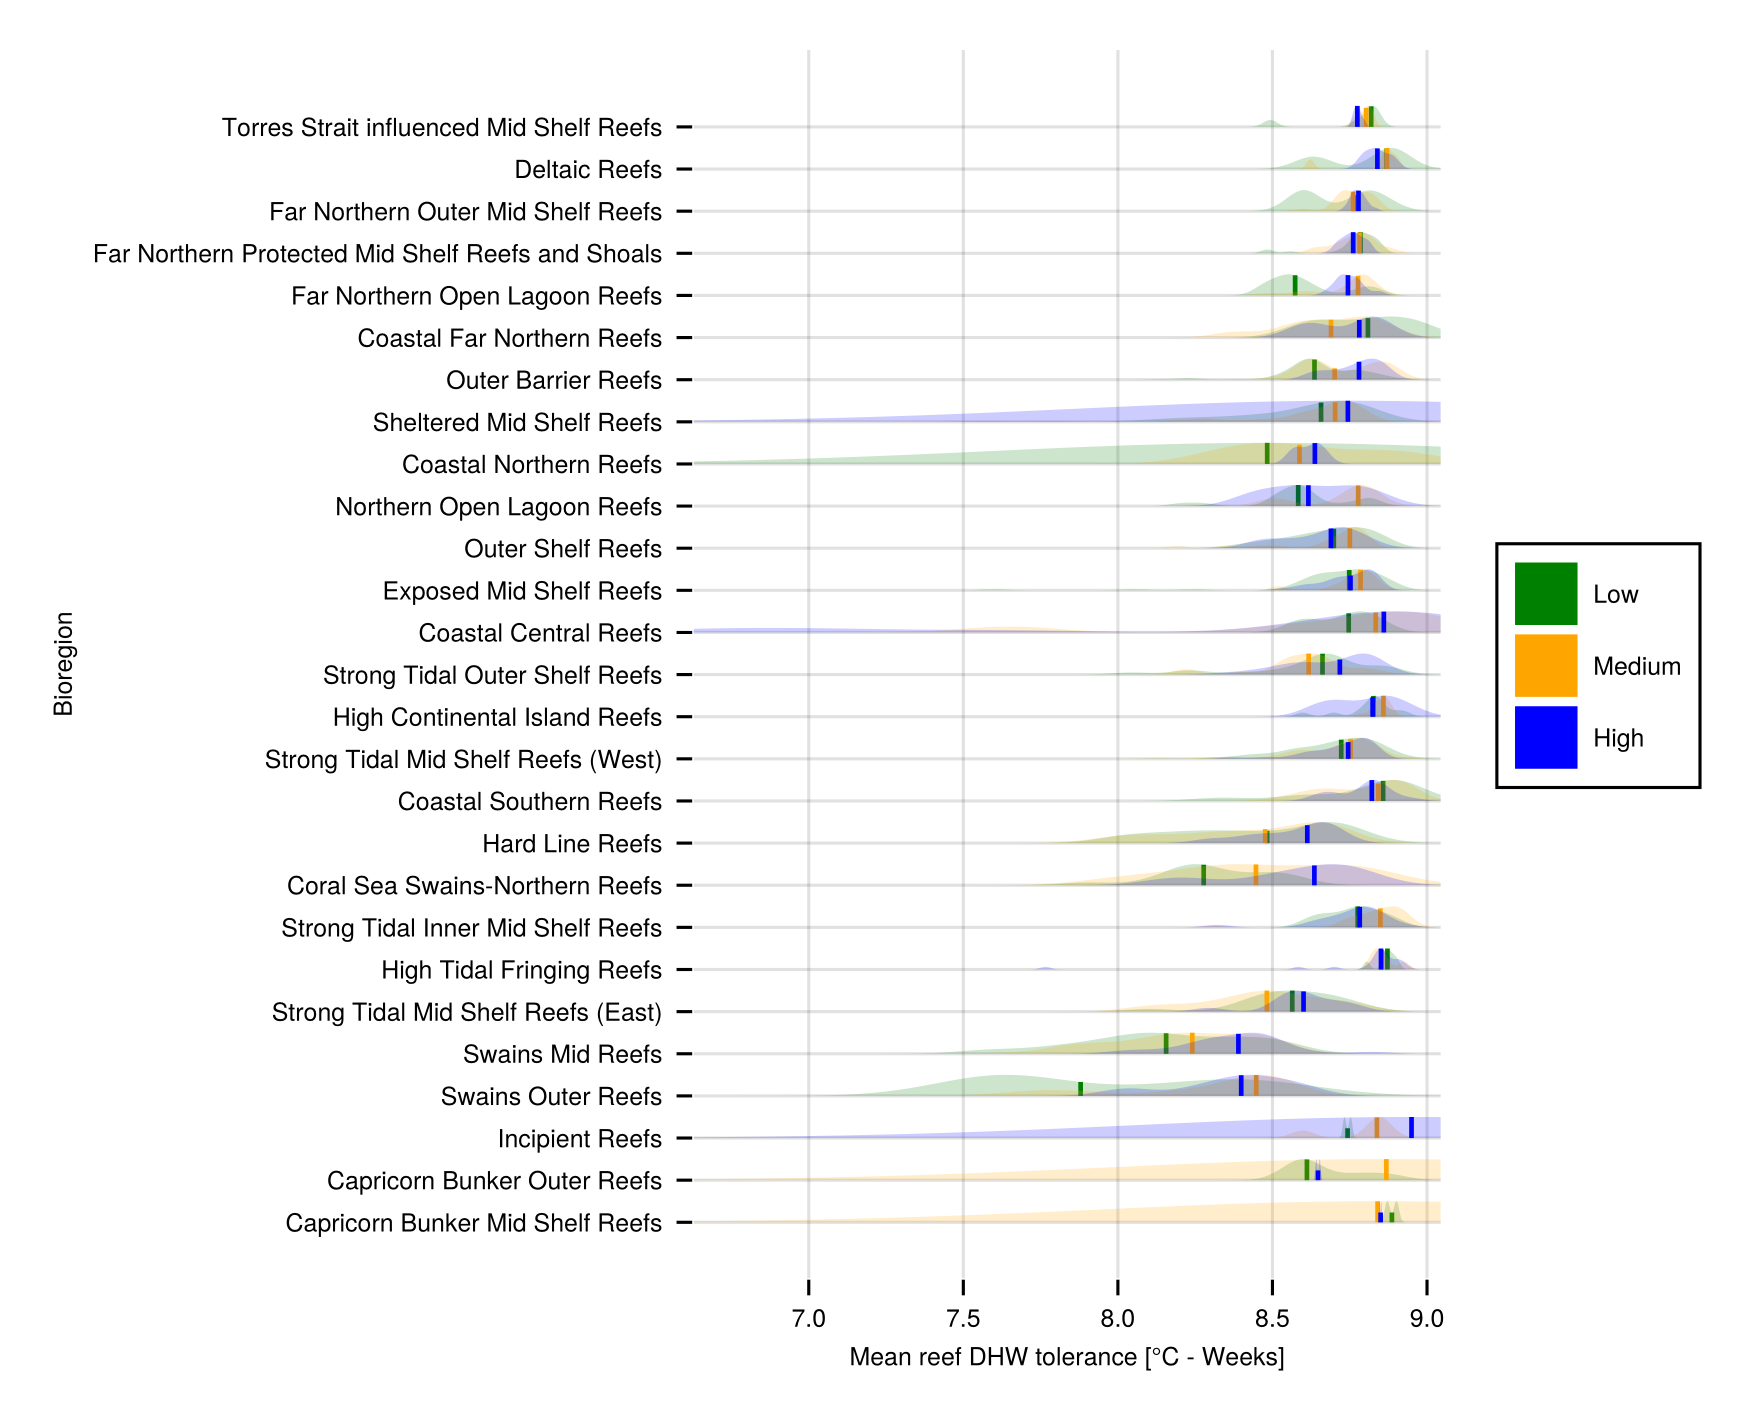 Torres Strait influenced Mid Shelf Reefs
Deltaic Reefs
Far Northern Outer Mid Shelf Reefs
Far Northern Protected Mid Shelf Reefs and Shoals
Far Northern Open Lagoon Reefs
Coastal Far Northern Reefs
Outer Barrier Reefs
Sheltered Mid Shelf Reefs
Coastal Northern Reefs
Northern Open Lagoon Reefs
Outer Shelf Reefs
Exposed Mid Shelf Reefs
Coastal Central Reefs
Strong Tidal Outer Shelf Reefs
High Continental Island Reefs
Strong Tidal Mid Shelf Reefs (West)
Coastal Southern Reefs
Hard Line Reefs
Coral Sea Swains-Northern Reefs
Strong Tidal Inner Mid Shelf Reefs
High Tidal Fringing Reefs
Strong Tidal Mid Shelf Reefs (East)
Swains Mid Reefs
Swains Outer Reefs
Incipient Reefs
Capricorn Bunker Outer Reefs
Capricorn Bunker Mid Shelf Reefs
Bioregion
7.0 7.5 8.0 8.5 9.0
Mean reef DHW tolerance [°C - Weeks]
Low
Medium
High